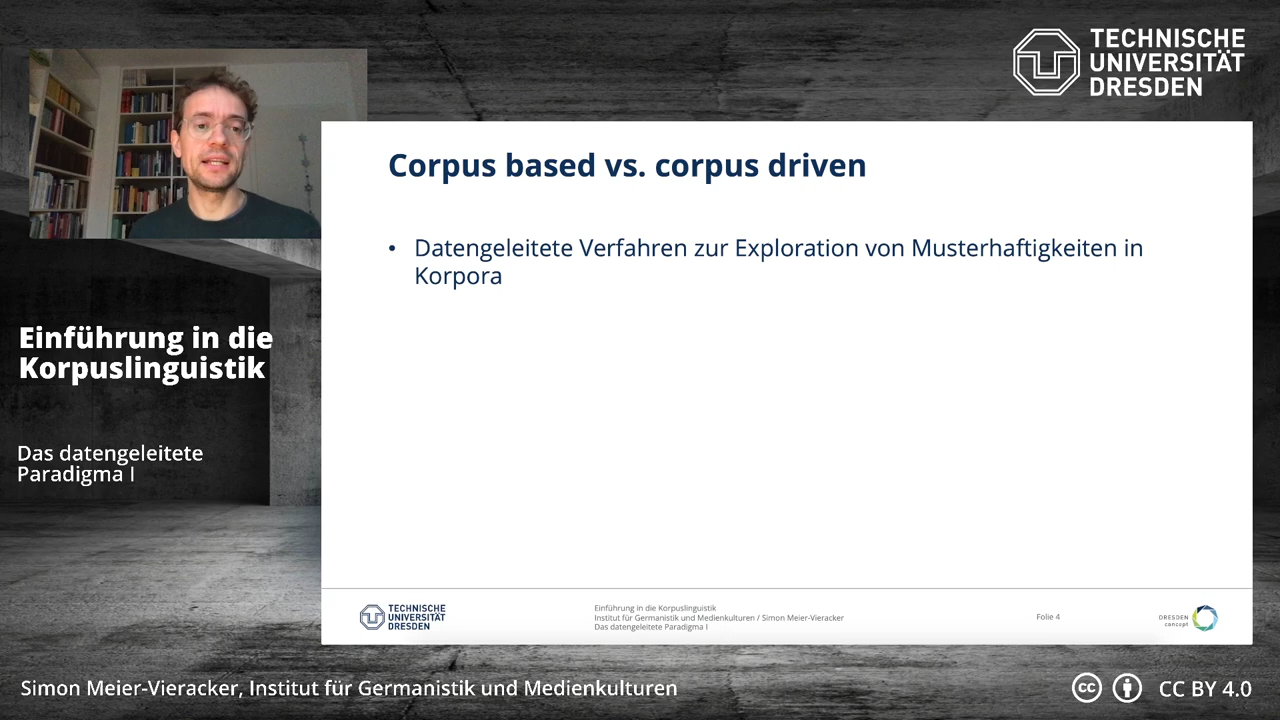 TECHNISCHE
UNIVERSITÄT
DRESDEN
Corpus based vs. corpus driven
• Datengeleitete Verfahren zur Exploration von Musterhaftigkeiten in
Korpora
Einführung in die
Korpuslinguistik
Das datengeleitete
Paradigma I
TECHNISCHE
UNIVERSITÄT
DRESDEN
Einführung in die Korpuslinguistik
Institut für Germanistik und Medienkulturen / Simon Meier-Vieracker
Das datengeleitete Paradigma I
Folie 4
DRESDEN
concept
Simon Meier-Vieracker, Institut für Germanistik und Medienkulturen
cc
CC BY 4.0